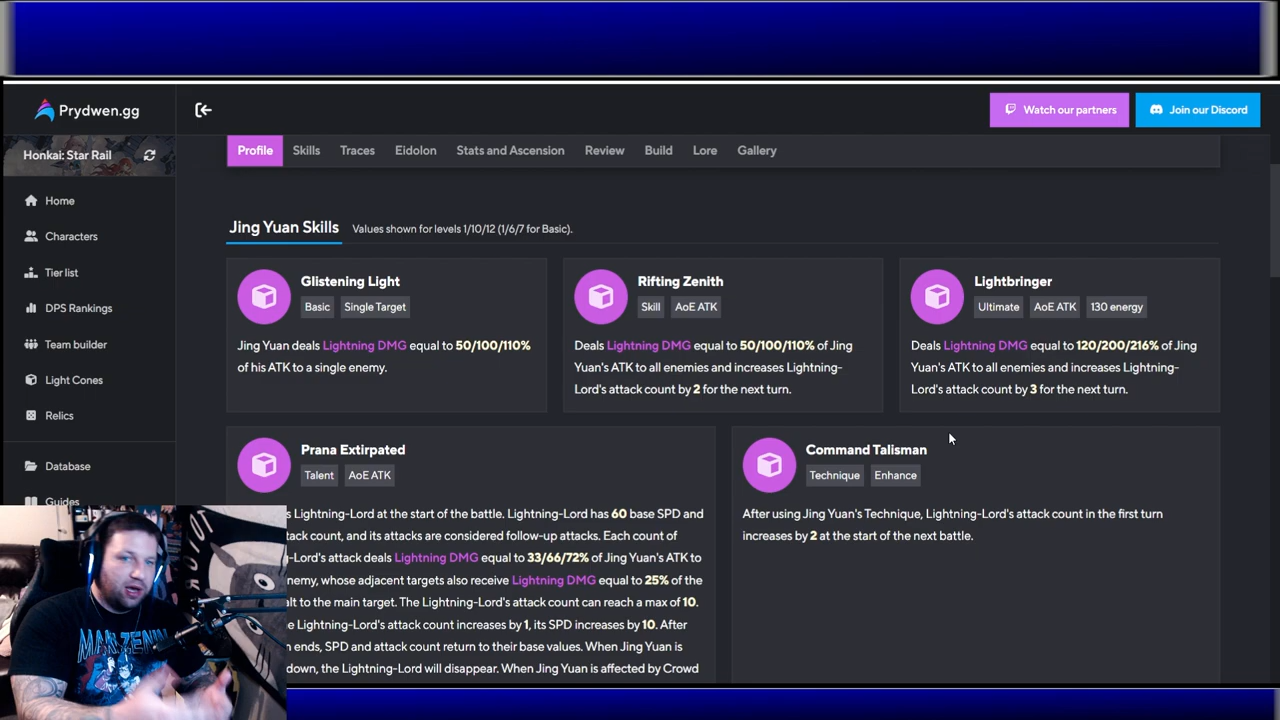 Prydwen.gg
Watch our partners
Join our Discord
Honkai: Star Rail
Profile
Skills
Traces
Eidolon
Stats and Ascension
Review
Build
Lore
Gallery
Home
Characters
Tier list
DPS Rankings
Team builder
Light Cones
Relics
Database
Guides
Jing Yuan Skills
Values shown for levels 1/10/12 (1/6/7 for Basic).
Glistening Light
Basic
Single Target
Jing Yuan deals Lightning DMG equal to 50/100/110%
of his ATK to a single enemy.
Rifting Zenith
Skill
AoE ATK
Deals Lightning DMG equal to 50/100/110% of Jing
Yuan's ATK to all enemies and increases Lightning-
Lord's attack count by 2 for the next turn.
Lightbringer
Ultimate
AoE ATK
130 energy
Deals Lightning DMG equal to 120/200/216% of Jing
Yuan's ATK to all enemies and increases Lightning-
Lord's attack count by 3 for the next turn.
Prana Extirpated
Talent
AoE ATK
Lightning-Lord at the start of the battle. Lightning-Lord has 60 base SPD and
count, and its attacks are considered follow-up attacks. Each count of
-Lord's attack deals Lightning DMG equal to 33/66/72% of Jing Yuan's ATK to
whose adjacent targets also receive Lightning DMG equal to 25% of the
to the main target. The Lightning-Lord's attack count can reach a max of 10.
Lightning-Lord's attack count increases by 1, its SPD increases by 10. After
ends, SPD and attack count return to their base values. When Jing Yuan is
down, the Lightning-Lord will disappear. When Jing Yuan is affected by Crowd
Command Talisman
Technique
Enhance
After using Jing Yuan's Technique, Lightning-Lord's attack count in the first turn
increases by 2 at the start of the next battle.